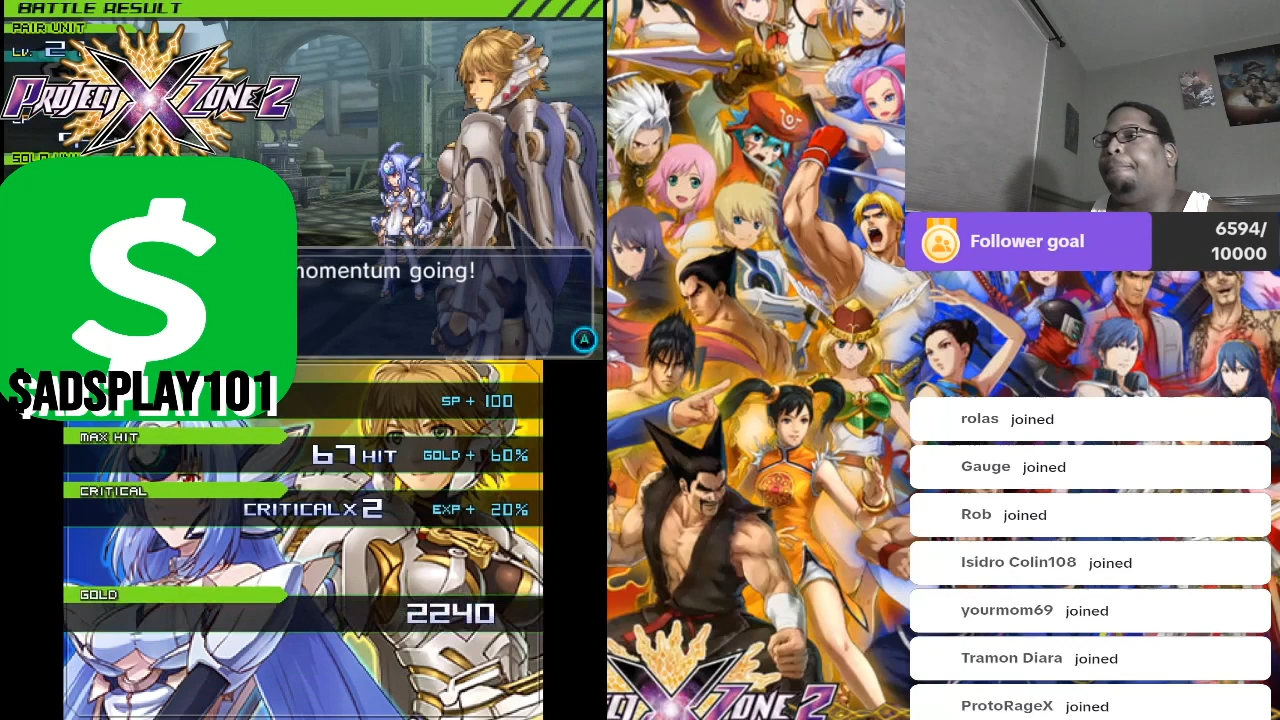 BATTLE RESULT
PAIR UNIT
Lv. 2
PROJECT X ZONE 2
SOLO UNIT
momentum going!
A
$ADSPLAY101
SP + 100
MAX HIT
67 HIT GOLD + 60%
CRITICAL
CRITICAL X 2 EXP + 20%
GOLD
2240
X ZONE 2
Follower goal
6594/
10000
rolas joined
Gauge joined
Rob joined
Isidro Colin108 joined
yourmom69 joined
Tramon Diara joined
ProtoRageX joined